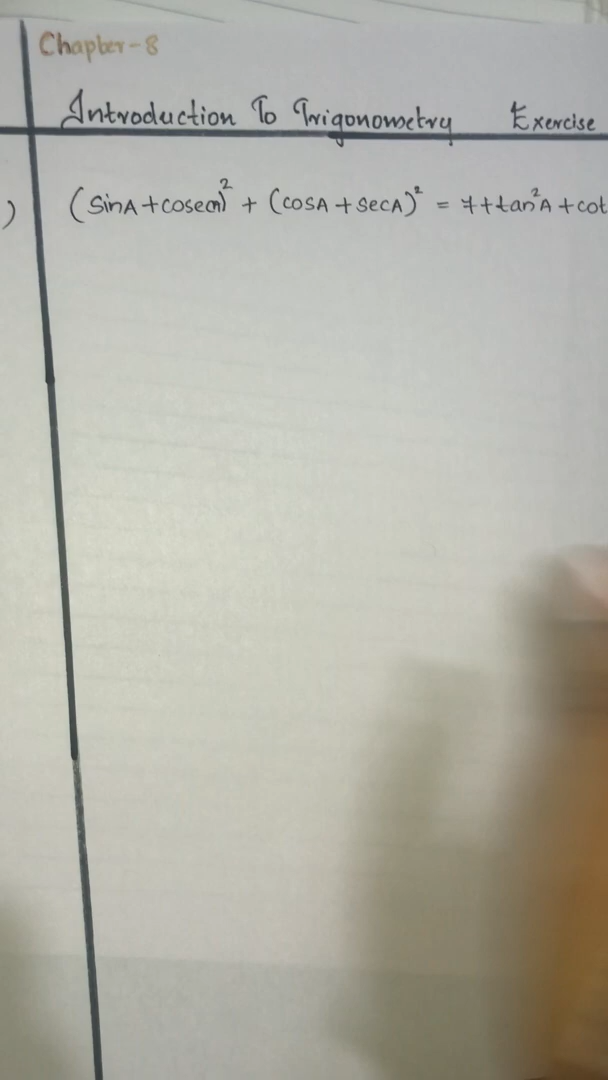 Chapter-8
Introduction To Trigonometry Exercise
) (sinA+cosecA)² + (cosA+secA)² = 7+tan²A+cot